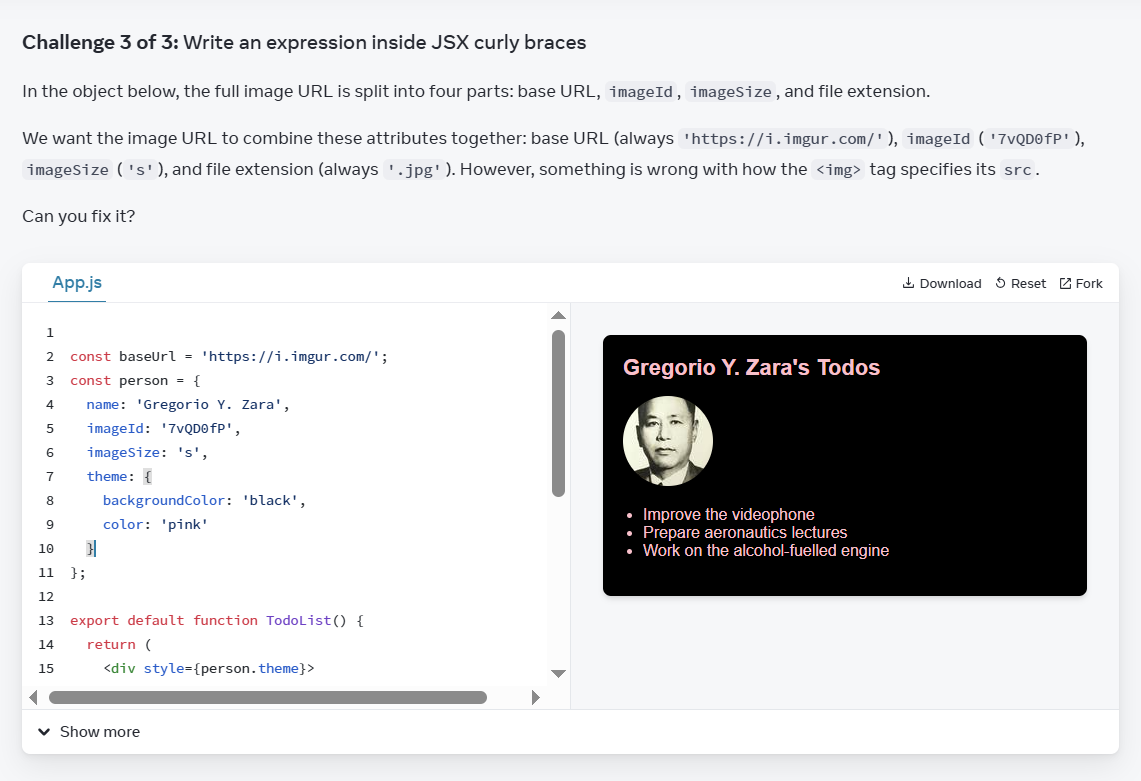 Challenge 3 of 3: Write an expression inside JSX curly braces
In the object below, the full image URL is split into four parts: base URL, imageId, imageSize, and file extension.
We want the image URL to combine these attributes together: base URL (always 'https://i.imgur.com/'), imageId ('7vQD0fP'),
imageSize ('s'), and file extension (always '.jpg'). However, something is wrong with how the <img> tag specifies its src.
Can you fix it?
App.js
Download Reset Fork
1
2 const baseUrl = 'https://i.imgur.com/';
3 const person = {
4 name: 'Gregorio Y. Zara',
5 imageId: '7vQD0fP',
6 imageSize: 's',
7 theme: {
8 backgroundColor: 'black',
9 color: 'pink'
10 }
11 };
12
13 export default function TodoList() {
14 return (
15 <div style={person.theme}>
Show more
Gregorio Y. Zara's Todos
• Improve the videophone
• Prepare aeronautics lectures
• Work on the alcohol-fuelled engine